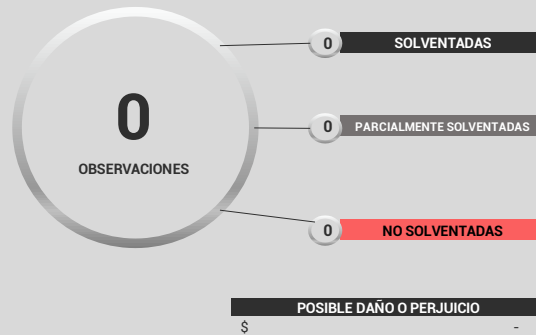 0
OBSERVACIONES
0 SOLVENTADAS
0 PARCIALMENTE SOLVENTADAS
0 NO SOLVENTADAS
POSIBLE DAÑO O PERJUICIO
$ -